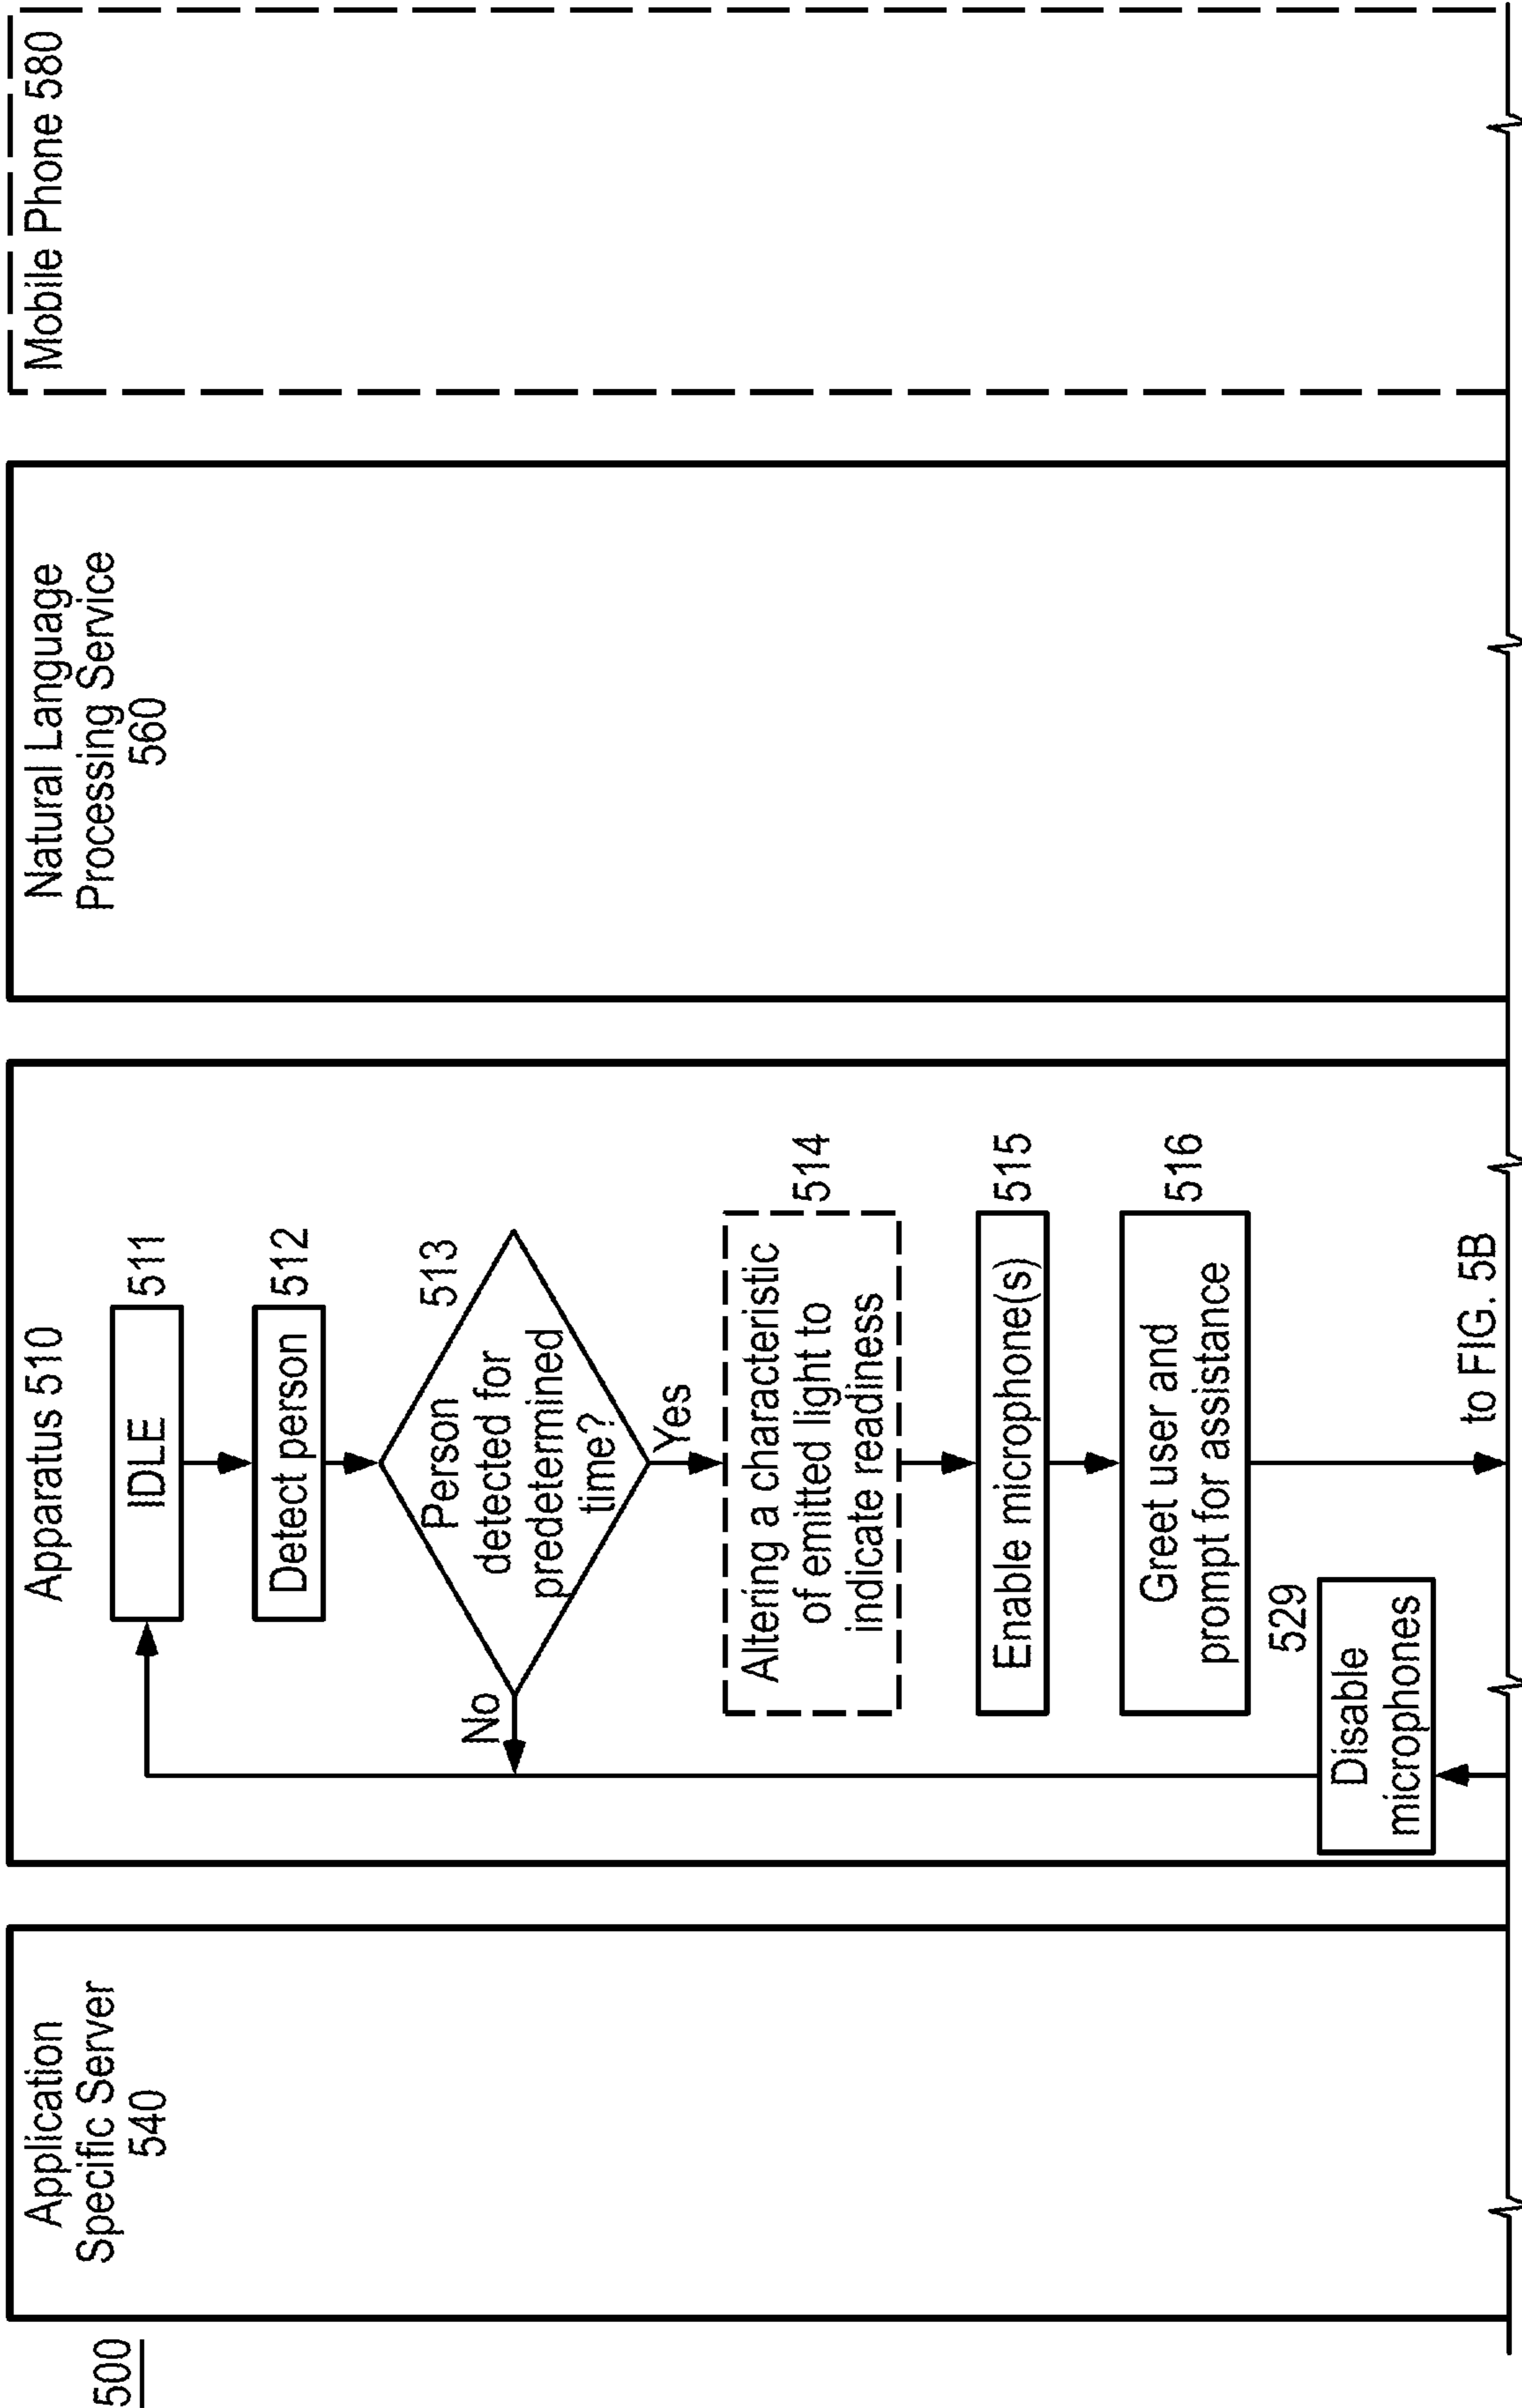 500
Application
Specific Server
540
Apparatus 510
IDLE
511
Detect person
512
Person
detected for
predetermined
time?
513
No
Yes
Altering a characteristic
of emitted light to
indicate readiness
514
Enable microphone(s)
515
Greet user and
prompt for assistance
516
529
Disable
microphones
to FIG. 5B
Natural Language
Processing Service
560
Mobile Phone 580